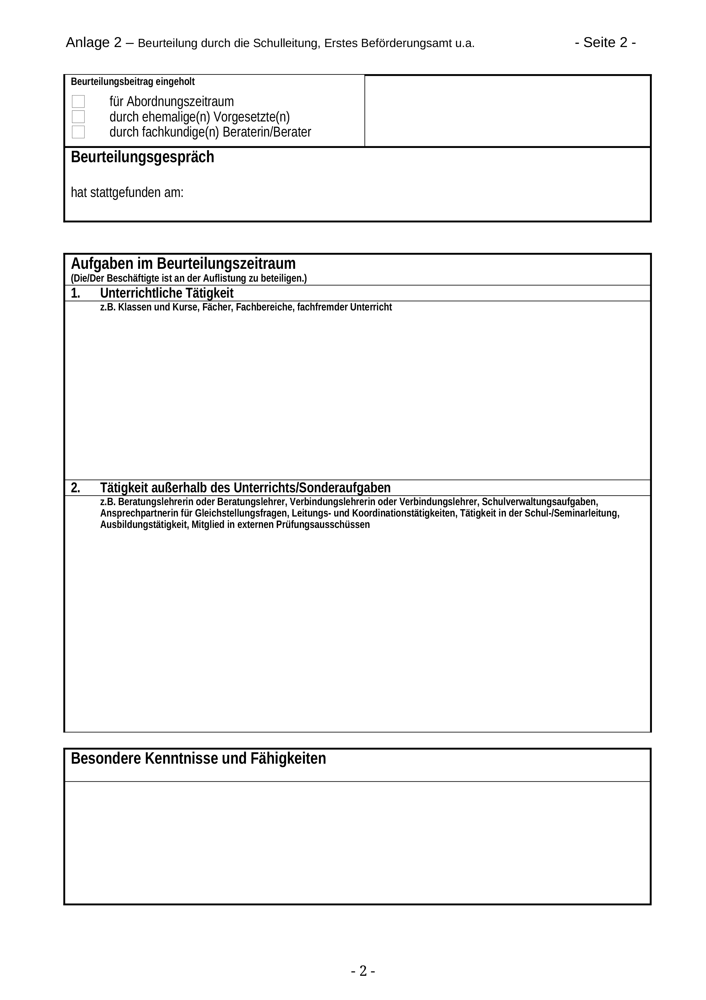 Anlage 2 – Beurteilung durch die Schulleitung, Erstes Beförderungsamt u.a. - Seite 2 -
Beurteilungsbeitrag eingeholt
für Abordnungszeitraum
durch ehemalige(n) Vorgesetzte(n)
durch fachkundige(n) Beraterin/Berater
Beurteilungsgespräch
hat stattgefunden am:
Aufgaben im Beurteilungszeitraum
(Die/Der Beschäftigte ist an der Auflistung zu beteiligen.)
1. Unterrichtliche Tätigkeit
z.B. Klassen und Kurse, Fächer, Fachbereiche, fachfremder Unterricht
2. Tätigkeit außerhalb des Unterrichts/Sonderaufgaben
z.B. Beratungslehrerin oder Beratungslehrer, Verbindungslehrerin oder Verbindungslehrer, Schulverwaltungsaufgaben,
Ansprechpartnerin für Gleichstellungsfragen, Leitungs- und Koordinationstätigkeiten, Tätigkeit in der Schul-/Seminarleitung,
Ausbildungstätigkeit, Mitglied in externen Prüfungsausschüssen
Besondere Kenntnisse und Fähigkeiten
- 2 -